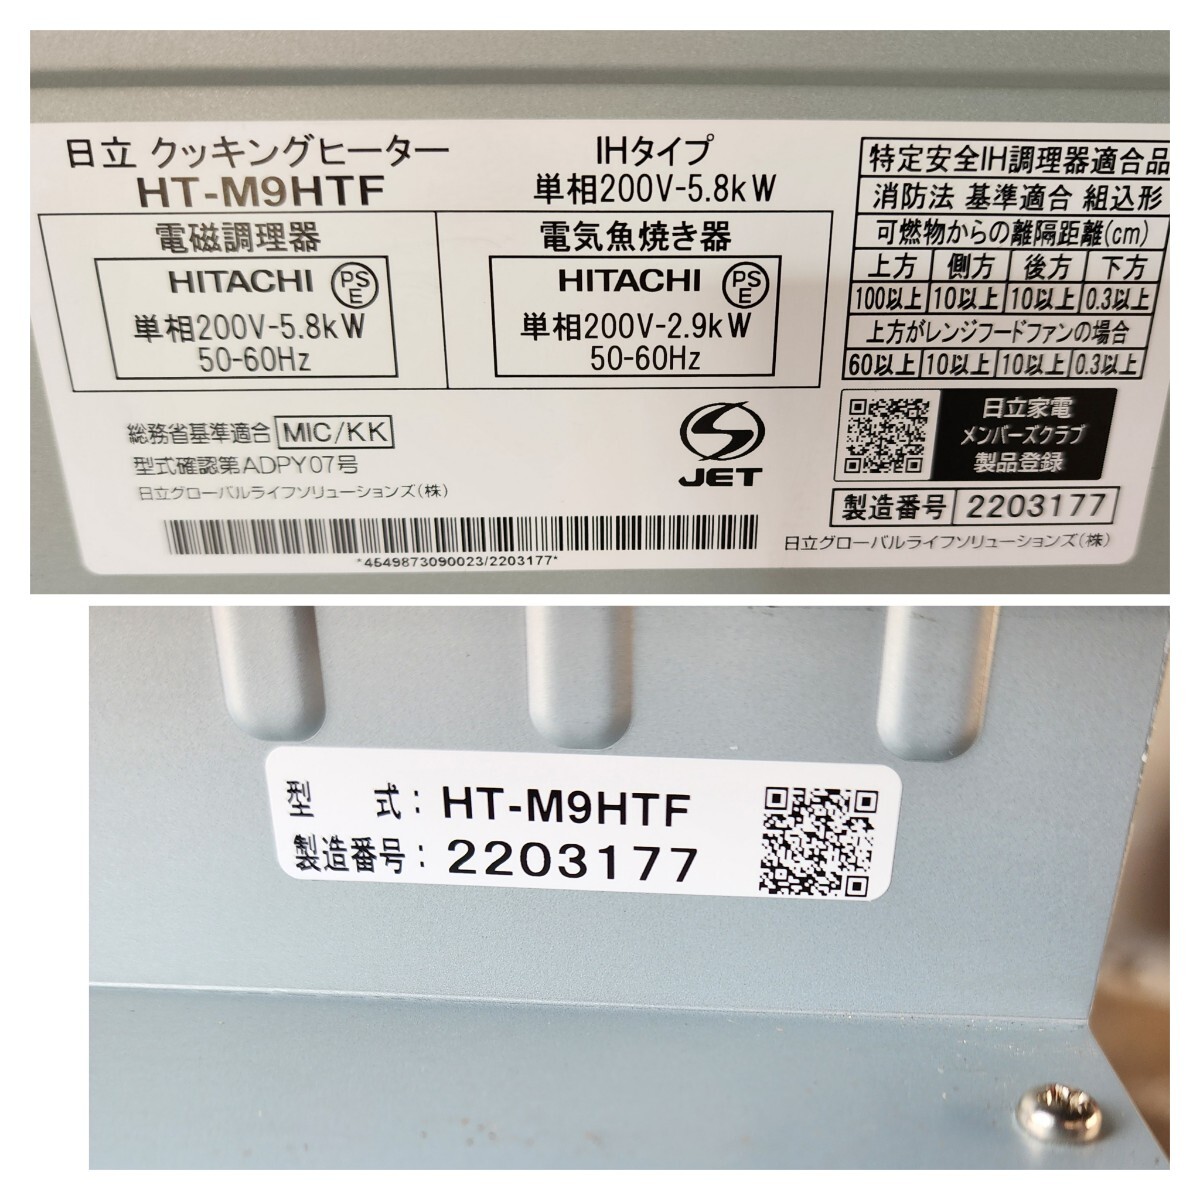 日立 クッキングヒーター
HT-M9HTF
IHタイプ
単相200V-5.8kW
電磁調理器
HITACHI PSE
単相200V-5.8kW
50-60Hz
電気魚焼き器
HITACHI PSE
単相200V-2.9kW
50-60Hz
総務省基準適合 MIC/KK
型式確認第ADPY07号
日立グローバルライフソリューションズ(株)
JET
*4549873090023/2203177*
特定安全IH調理器適合品
消防法 基準適合 組込形
可燃物からの離隔距離(cm)
上方 側方 後方 下方
100以上 10以上 10以上 0.3以上
上方がレンジフードファンの場合
60以上 10以上 10以上 0.3以上
日立家電
メンバーズクラブ
製品登録
製造番号 2203177
日立グローバルライフソリューションズ(株)
型 式: HT-M9HTF
製造番号: 2203177